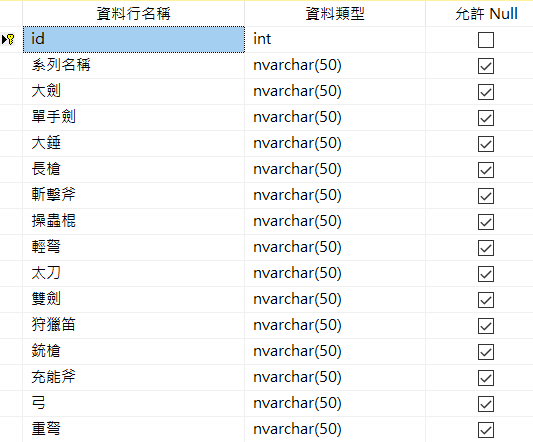 資料行名稱 資料類型 允許 Null
id int
系列名稱 nvarchar(50)
大劍 nvarchar(50)
單手劍 nvarchar(50)
大錘 nvarchar(50)
長槍 nvarchar(50)
斬擊斧 nvarchar(50)
操蟲棍 nvarchar(50)
輕弩 nvarchar(50)
太刀 nvarchar(50)
雙劍 nvarchar(50)
狩獵笛 nvarchar(50)
銃槍 nvarchar(50)
充能斧 nvarchar(50)
弓 nvarchar(50)
重弩 nvarchar(50)